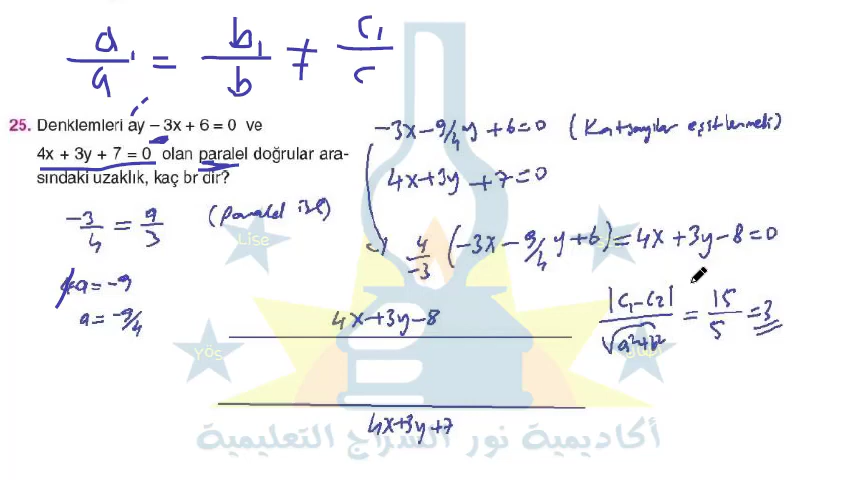 a₁/a = b₁/b ≠ c₁/c
25. Denklemleri ay – 3x + 6 = 0 ve
4x + 3y + 7 = 0 olan paralel doğrular ara-
sındaki uzaklık, kaç br dir?
-3/4 = a/3 (paralel ise)
4a = -9
a = -9/4
-3x - 9/4y + 6 = 0 (Katsayılar eşitlenmeli)
4x + 3y + 7 = 0
4/-3 (-3x - 9/4y + 6) = 4x + 3y - 8 = 0
|c₁ - c₂|/√a²+b² = 15/5 = 3
4x + 3y - 8
4x + 3y + 7
Lise
Yös
أكاديمية نور السراج التعليمية